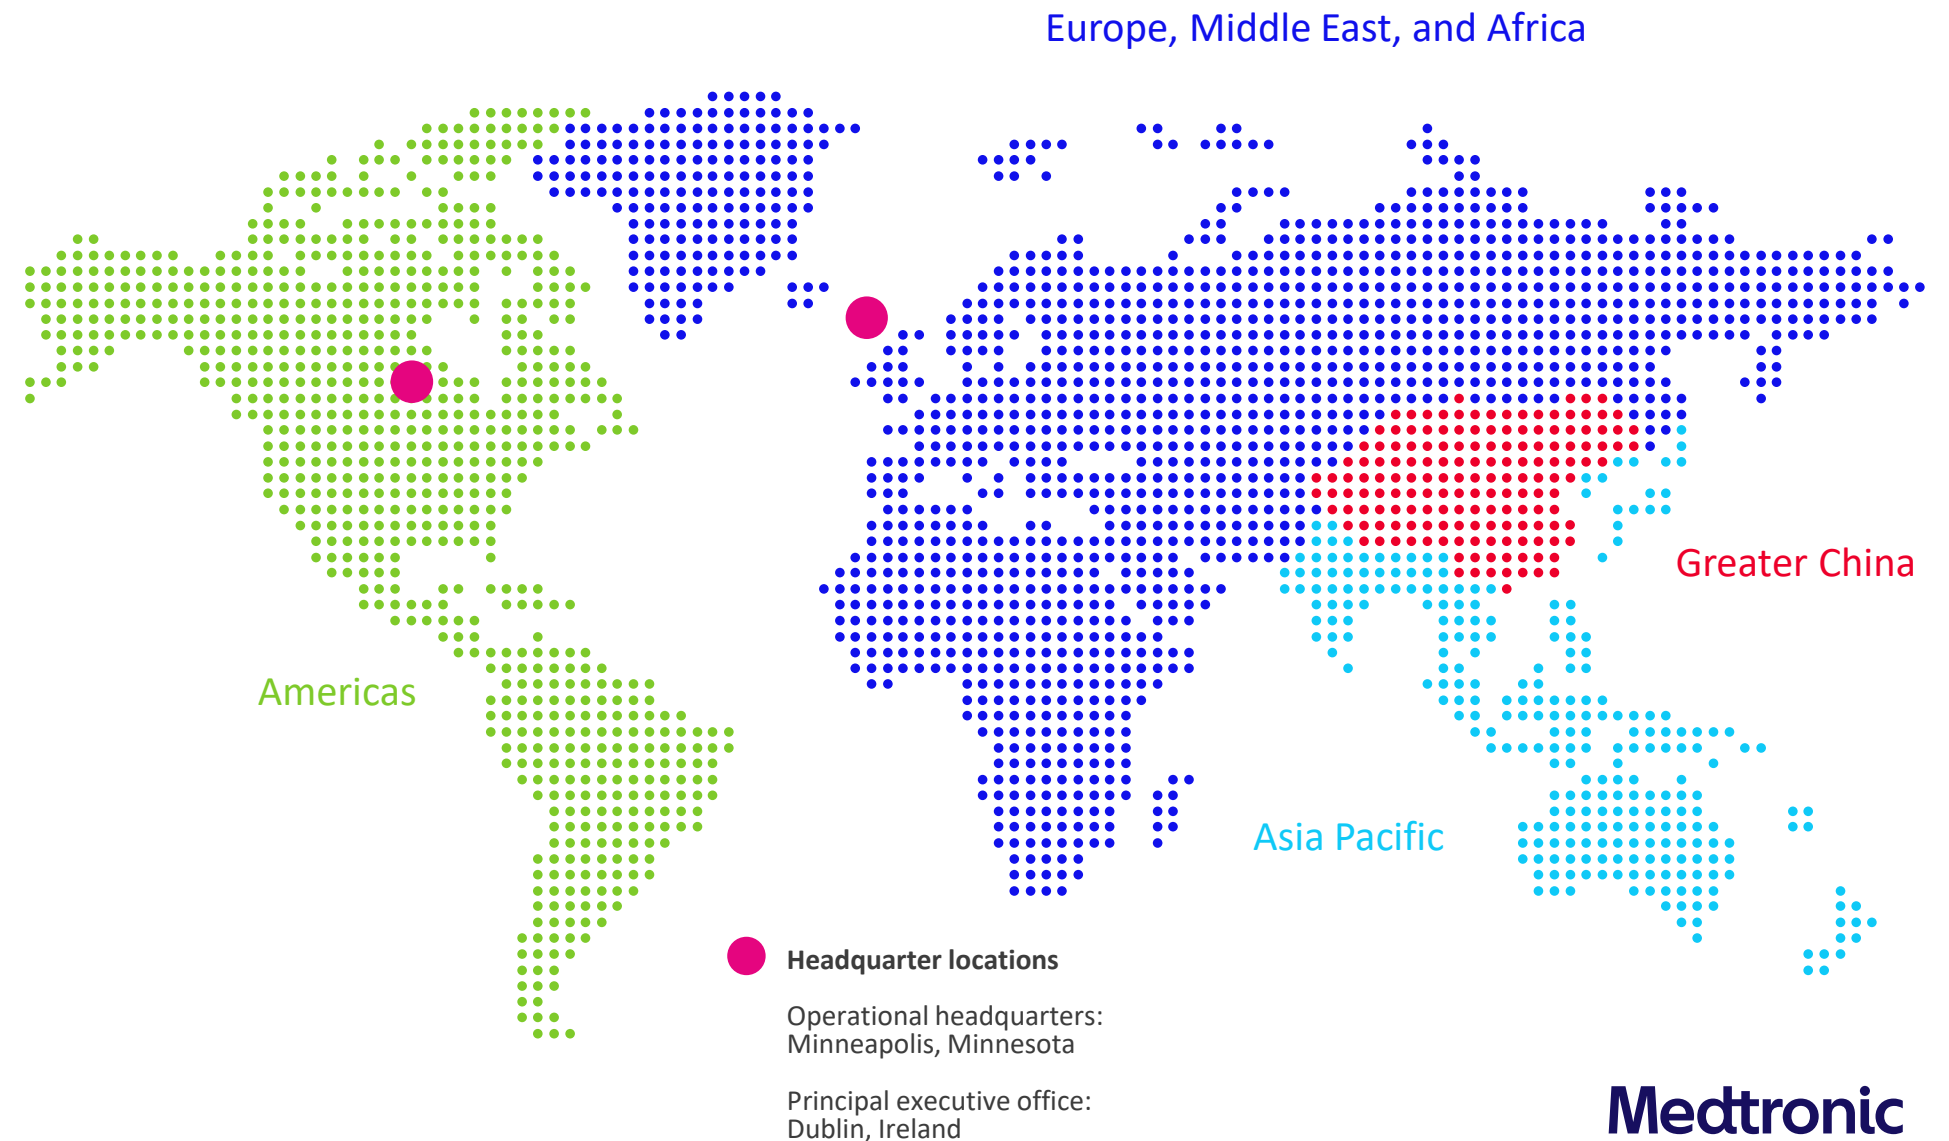 Europe, Middle East, and Africa
Greater China
Americas
Asia Pacific
Headquarter locations
Operational headquarters:
Minneapolis, Minnesota
Principal executive office:
Dublin, Ireland
Medtronic